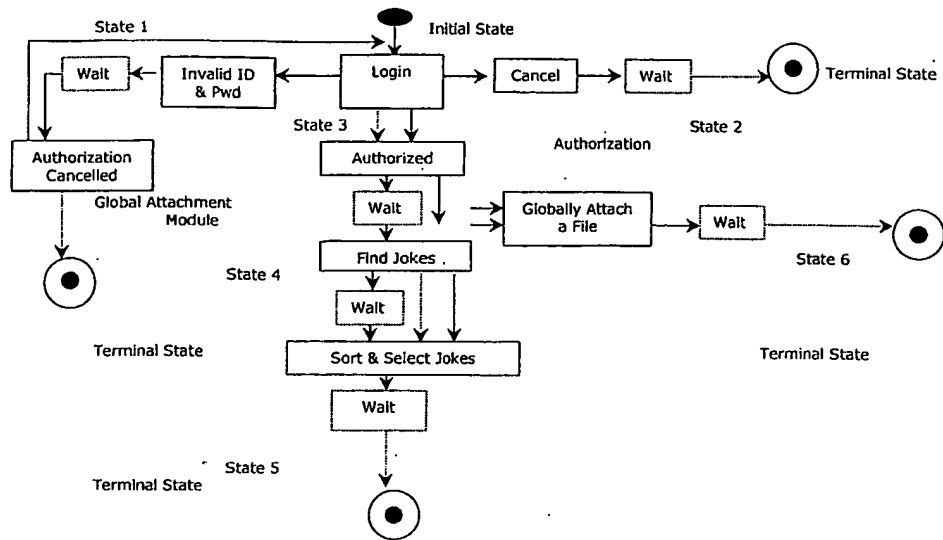 State 1
Initial State
Wait
Invalid ID
& Pwd
Login
Cancel
Wait
Terminal State
State 3
State 2
Authorization
Cancelled
Authorized
Authorization
Global Attachment
Module
Wait
Globally Attach
a File
Wait
State 4
Find Jokes
State 6
Wait
Terminal State
Sort & Select Jokes
Terminal State
Wait
State 5
Terminal State